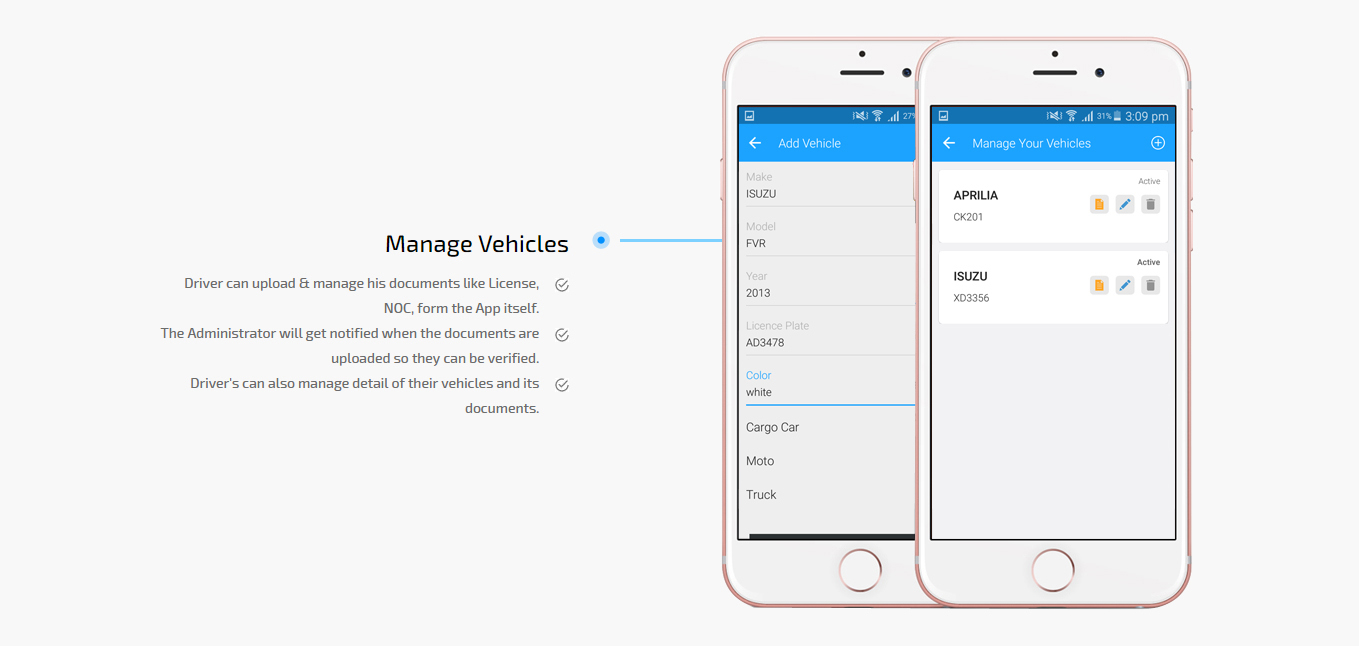 Manage Vehicles
Driver can upload & manage his documents like License,
NOC, form the App itself.
The Administrator will get notified when the documents are
uploaded so they can be verified.
Driver's can also manage detail of their vehicles and its
documents.
27%
Add Vehicle
Make
ISUZU
Model
FVR
Year
2013
Licence Plate
AD3478
Color
white
Cargo Car
Moto
Truck
31% 3:09 pm
Manage Your Vehicles
Active
APRILIA
CK201
Active
ISUZU
XD3356